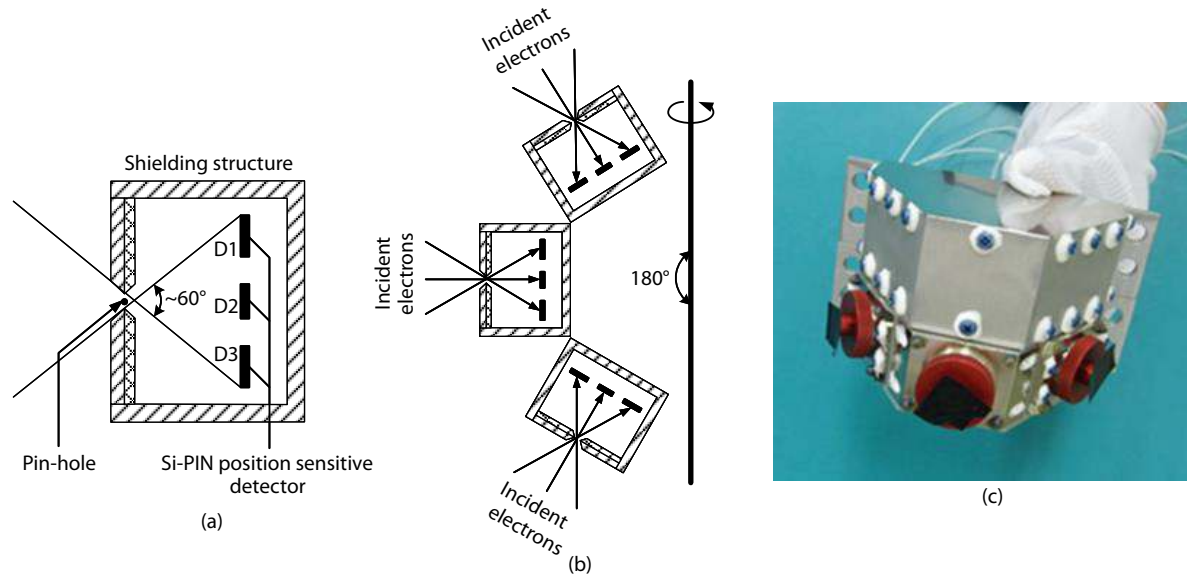 Shielding structure
D1
~60°
D2
D3
Pin-hole
Si-PIN position sensitive
detector
(a)
Incident
electrons
Incident
electrons
180°
Incident
electrons
(b)
(c)